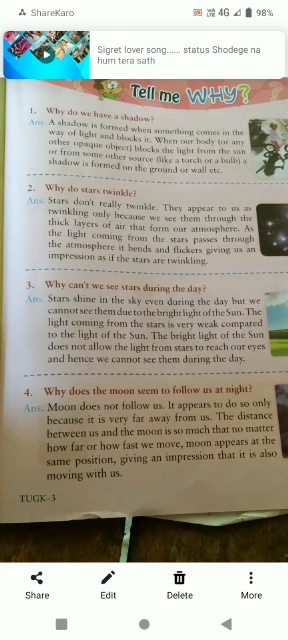 ShareKaro
4G 98%
Sigret lover song...... status Shodege na
hum tera sath
Tell me WHY?
1. Why do we have a shadow?
Ans. A shadow is formed when something comes in the
way of light and blocks it. When our body (or any
other opaque object) blocks the light from the sun
or from some other source (like a torch or a bulb) a
shadow is formed on the ground or wall etc.
2. Why do stars twinkle?
Ans. Stars don't really twinkle. They appear to us as
twinkling only because we see them through the
thick layers of air that form our atmosphere. As
the light coming from the stars passes through
the atmosphere it bends and flickers giving us an
impression as if the stars are twinkling.
3. Why can't we see stars during the day?
Ans. Stars shine in the sky even during the day but we
cannot see them due to the bright light of the Sun. The
light coming from the stars is very weak compared
to the light of the Sun. The bright light of the Sun
does not allow the light from stars to reach our eyes
and hence we cannot see them during the day.
4. Why does the moon seem to follow us at night?
Ans. Moon does not follow us. It appears to do so only
because it is very far away from us. The distance
between us and the moon is so much that no matter
how far or how fast we move, moon appears at the
same position, giving an impression that it is also
moving with us.
TUGK-3
Share Edit Delete More